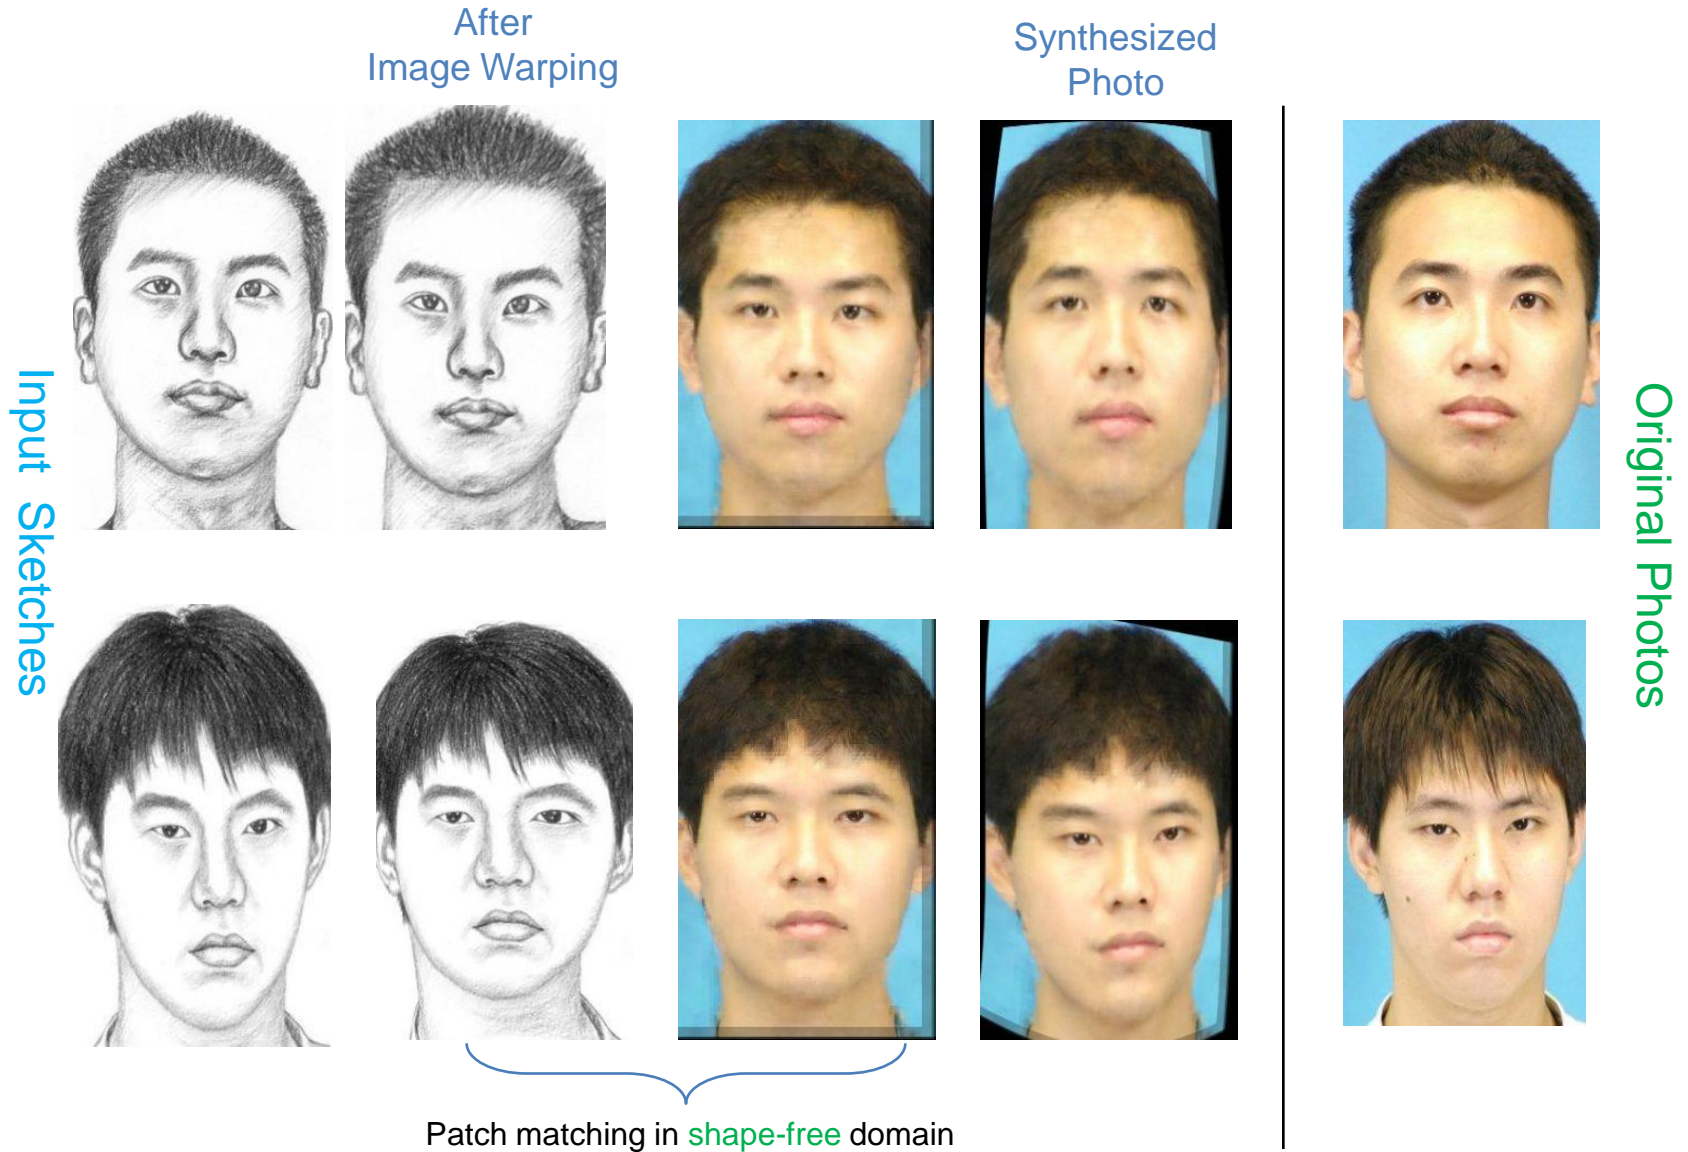 After
Image Warping
Synthesized
Photo
Input Sketches
Original Photos
Patch matching in shape-free domain